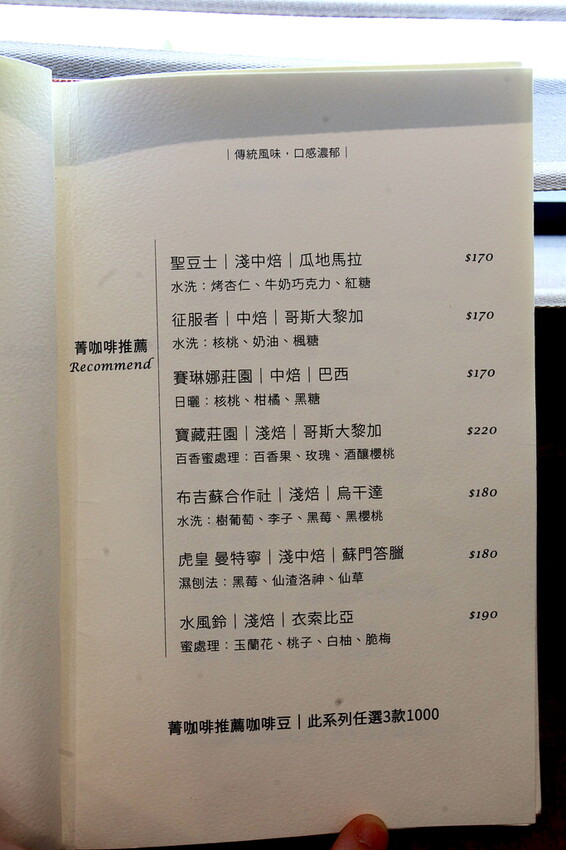 ｜傳統風味・口感濃郁｜
聖豆士｜淺中焙｜瓜地馬拉 $170
水洗：烤杏仁、牛奶巧克力、紅糖
征服者｜中焙｜哥斯大黎加 $170
水洗：核桃、奶油、楓糖
菁咖啡推薦
Recommend
賽琳娜莊園｜中焙｜巴西 $170
日曬：核桃、柑橘、黑糖
寶藏莊園｜淺焙｜哥斯大黎加 $220
百香蜜處理：百香果、玫瑰、酒釀櫻桃
布吉蘇合作社｜淺焙｜烏干達 $180
水洗：樹葡萄、李子、黑莓、黑櫻桃
虎皇 曼特寧｜淺中焙｜蘇門答臘 $180
濕刨法：黑莓、仙渣洛神、仙草
水風鈴｜淺焙｜衣索比亞 $190
蜜處理：玉蘭花、桃子、白柚、脆梅
菁咖啡推薦咖啡豆｜此系列任選3款1000